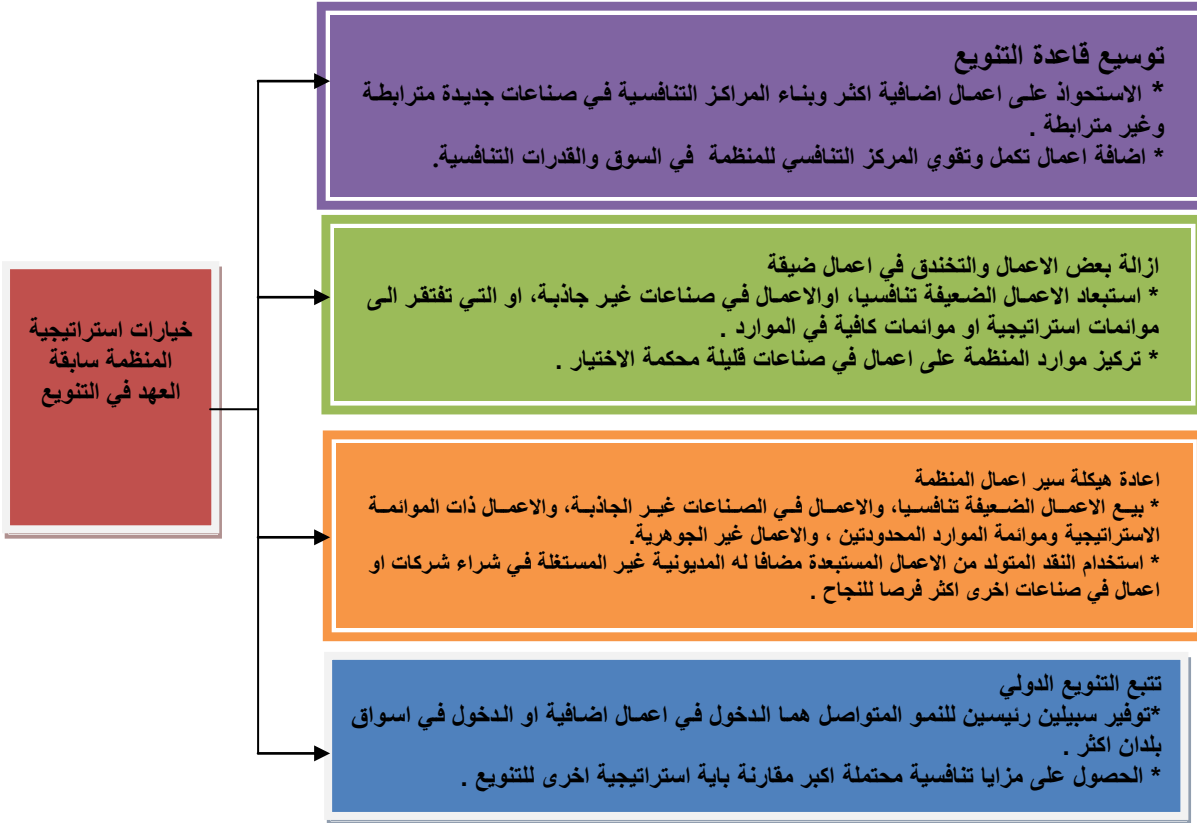 خيارات استراتيجية
المنظمة سابقة
العهد في التنويع
توسيع قاعدة التنويع
* الاستحواذ على اعمال اضافية اكثر وبناء المراكز التنافسية في صناعات جديدة مترابطة
وغير مترابطة .
* اضافة اعمال تكمل وتقوي المركز التنافسي للمنظمة في السوق والقدرات التنافسية.
ازالة بعض الاعمال والتخندق في اعمال ضيقة
* استبعاد الاعمال الضعيفة تنافسيا، اوالاعمال في صناعات غير جاذبة، او التي تفتقر الى
موائمات استراتيجية او موائمات كافية في الموارد .
* تركيز موارد المنظمة على اعمال في صناعات قليلة محكمة الاختيار .
اعادة هيكلة سير اعمال المنظمة
* بيع الاعمال الضعيفة تنافسيا، والاعمال في الصناعات غير الجاذبة، والاعمال ذات الموائمة
الاستراتيجية وموائمة الموارد المحدودتين ، والاعمال غير الجوهرية.
* استخدام النقد المتولد من الاعمال المستبعدة مضافا له المديونية غير المستغلة في شراء شركات او
اعمال في صناعات اخرى اكثر فرصا للنجاح .
تتبع التنويع الدولي
*توفير سبيلين رئيسين للنمو المتواصل هما الدخول في اعمال اضافية او الدخول في اسواق
بلدان اكثر .
* الحصول على مزايا تنافسية محتملة اكبر مقارنة باية استراتيجية اخرى للتنويع .